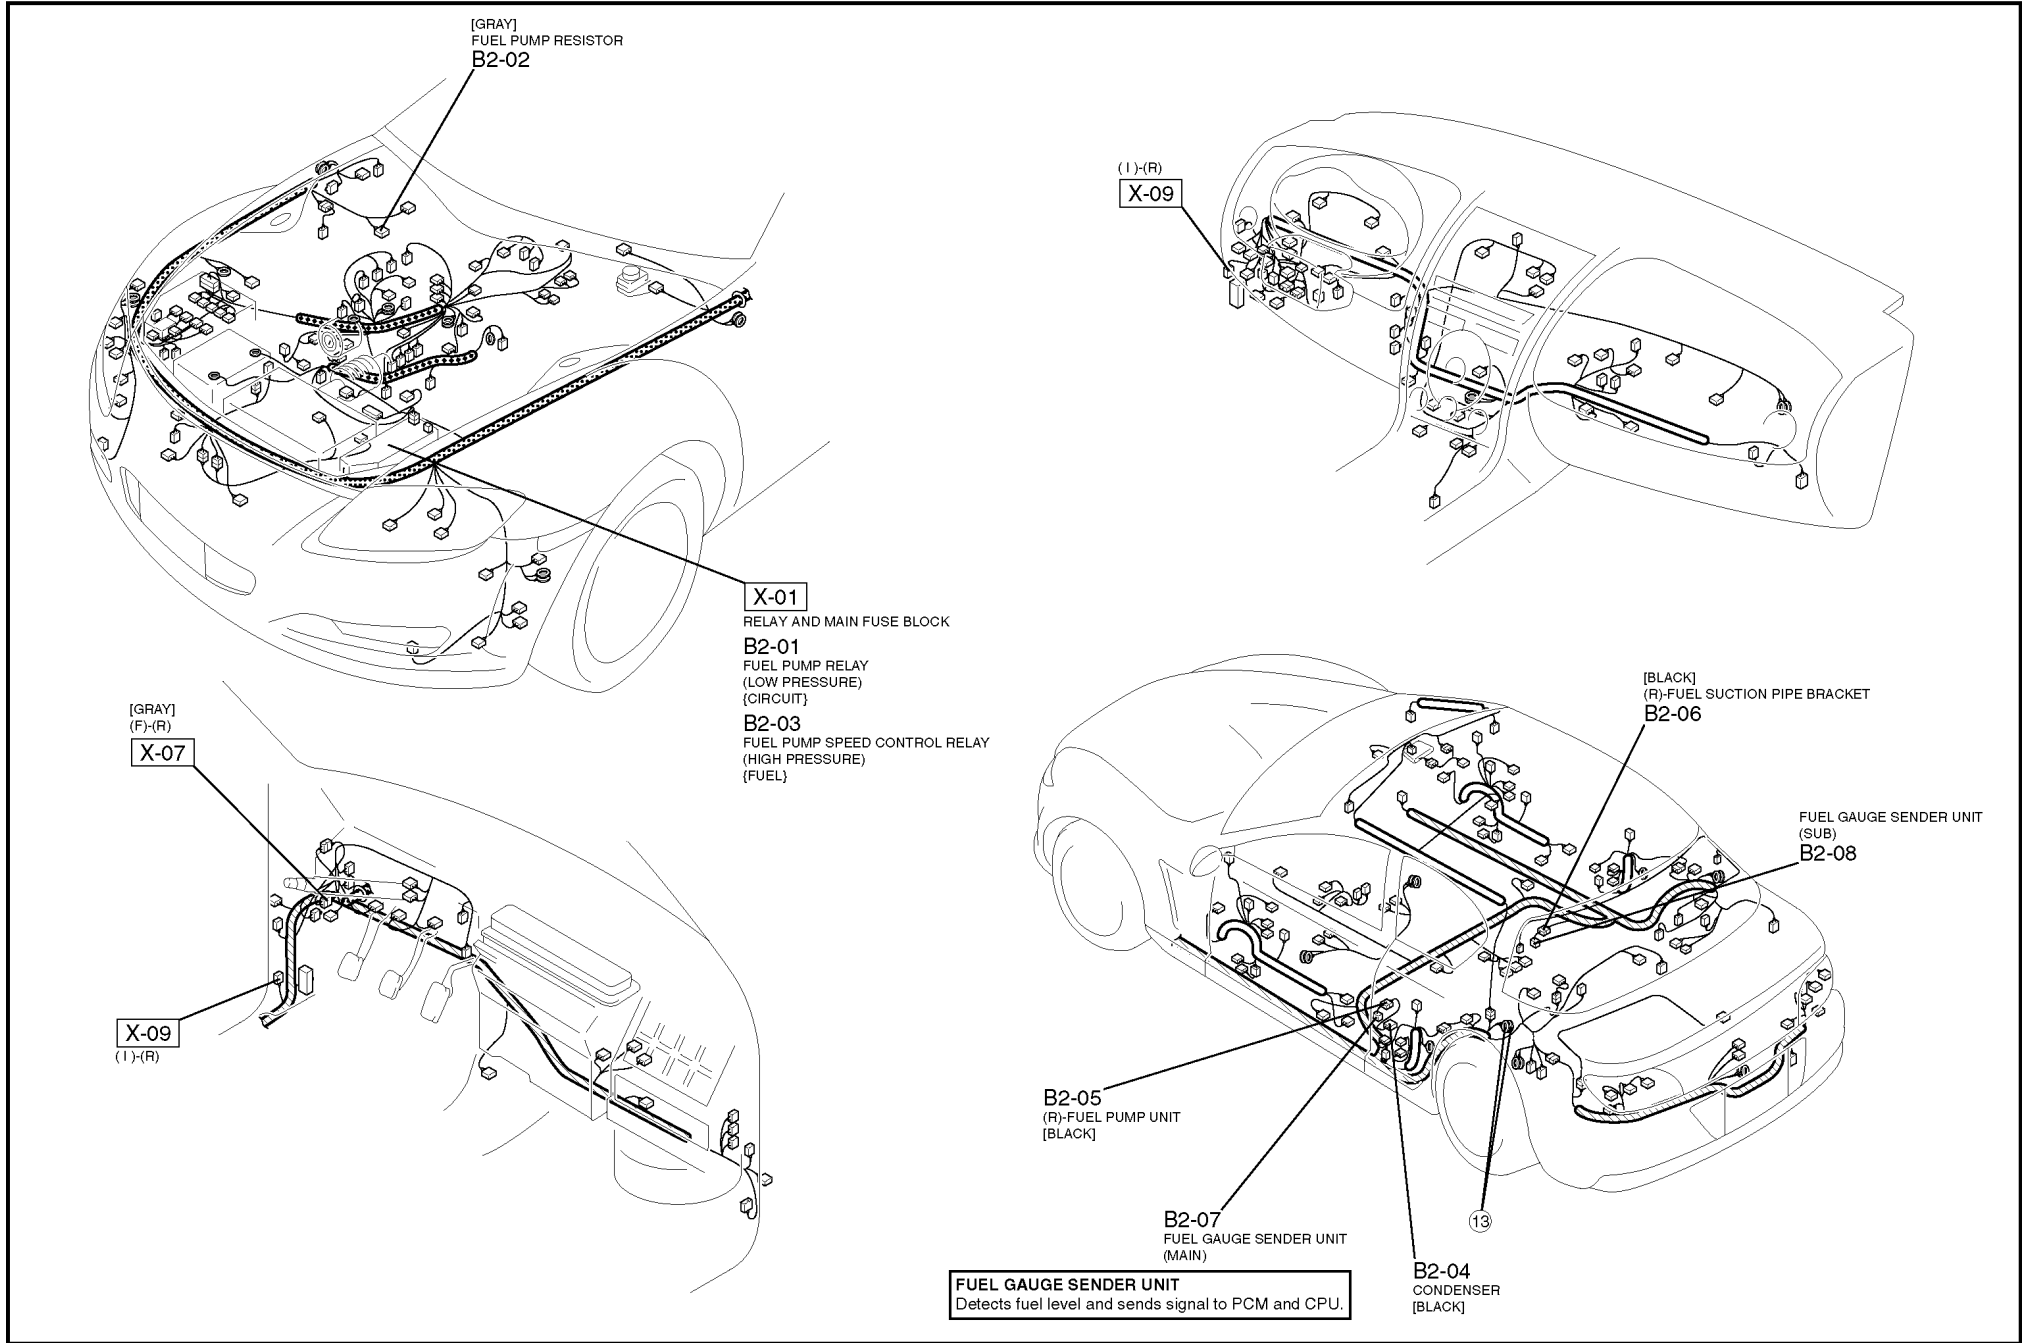 [GRAY]
FUEL PUMP RESISTOR
B2-02
( I )-(R)
X-09
X-01
RELAY AND MAIN FUSE BLOCK
B2-01
FUEL PUMP RELAY
(LOW PRESSURE)
{CIRCUIT}
B2-03
FUEL PUMP SPEED CONTROL RELAY
(HIGH PRESSURE)
{FUEL}
[GRAY]
(F)-(R)
X-07
X-09
( I )-(R)
[BLACK]
(R)-FUEL SUCTION PIPE BRACKET
B2-06
FUEL GAUGE SENDER UNIT
(SUB)
B2-08
B2-05
(R)-FUEL PUMP UNIT
[BLACK]
B2-07
FUEL GAUGE SENDER UNIT
(MAIN)
13
B2-04
CONDENSER
[BLACK]
FUEL GAUGE SENDER UNIT
Detects fuel level and sends signal to PCM and CPU.